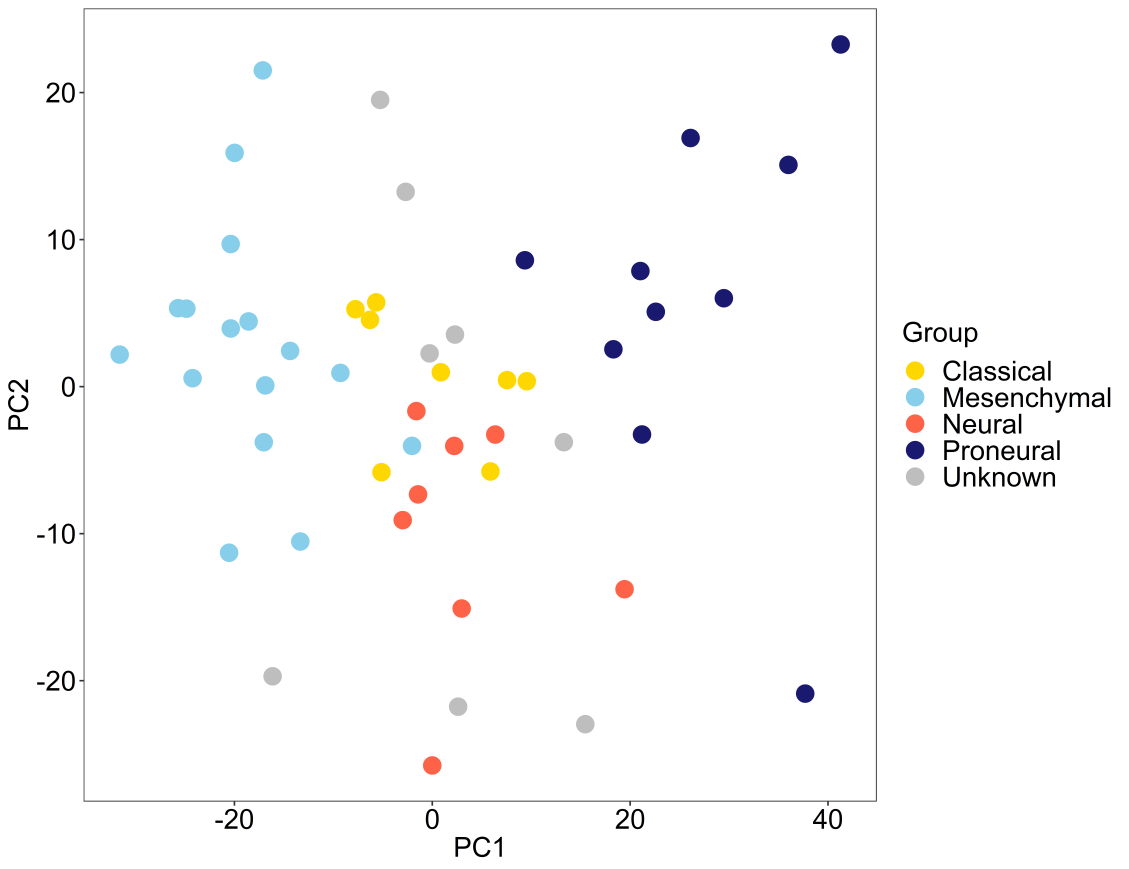 20
10
0
-10
-20
PC2
-20
0
20
40
PC1
Group
Classical
Mesenchymal
Neural
Proneural
Unknown